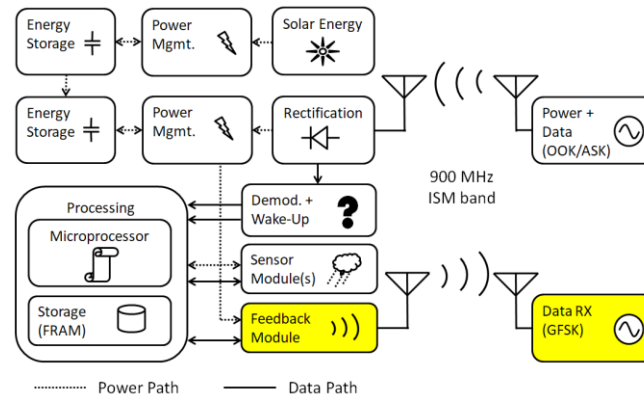 Energy
Storage
Power
Mgmt.
Solar Energy
Energy
Storage
Power
Mgmt.
Rectification
Power +
Data
(OOK/ASK)
900 MHz
ISM band
Processing
Microprocessor
Storage
(FRAM)
Demod. +
Wake-Up
?
Sensor
Module(s)
Feedback
Module
Data RX
(GFSK)
Power Path
Data Path